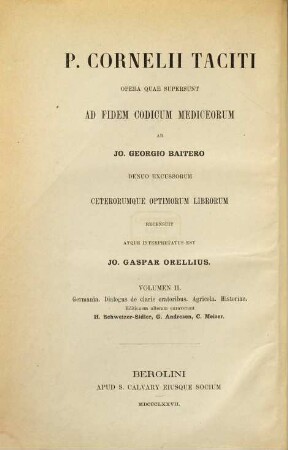 P. CORNELII TACITI
OPERA QUAE SUPERSUNT
AD FIDEM CODICUM MEDICEORUM
AB
JO. GEORGIO BAITERO
DENUO EXCUSSORUM
CETERORUMQUE OPTIMORUM LIBRORUM
RECENSUIT
ATQUE INTERPRETATUS EST
JO. GASPAR ORELLIUS.
VOLUMEN II.
Germania. Dialogus de claris oratoribus. Agricola. Historiae.
Editionem alteram curaverunt
H. Schweizer-Sidler, G. Andresen, C. Meiser.
BEROLINI
APUD S. CALVARY EIUSQUE SOCIUM
MDCCCLXXVII.